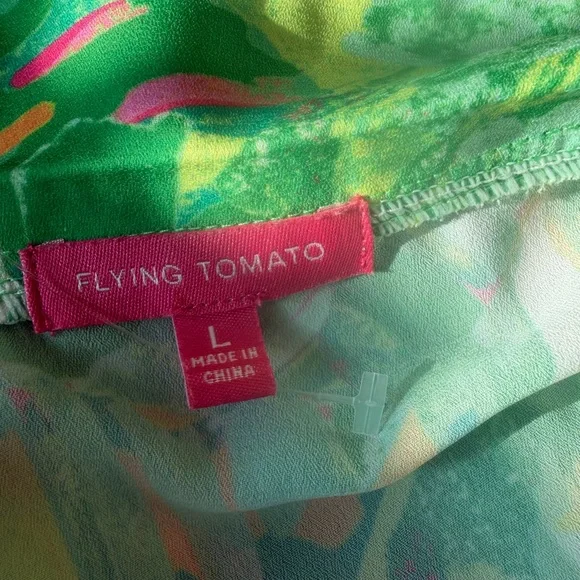 FLYING TOMATO
L
MADE IN
CHINA